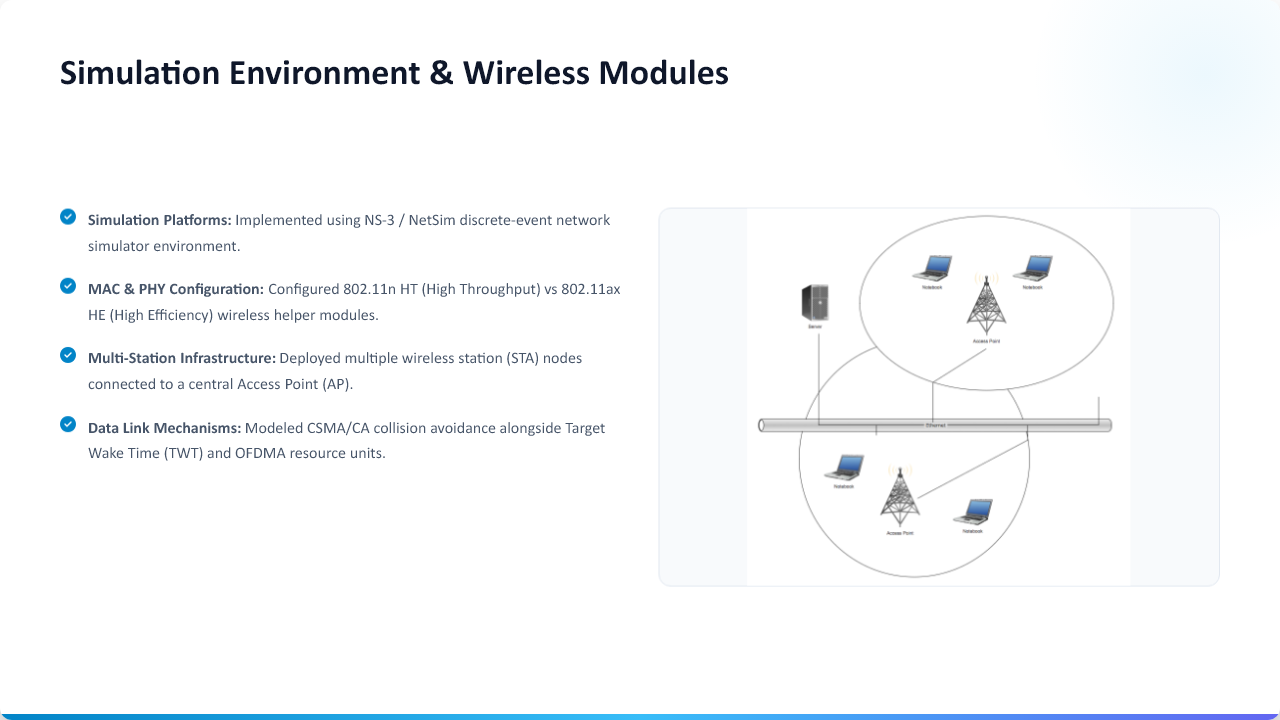 Simulation Environment & Wireless Modules
Simulation Platforms: Implemented using NS-3 / NetSim discrete-event network
simulator environment.
MAC & PHY Configuration: Configured 802.11n HT (High Throughput) vs 802.11ax
HE (High Efficiency) wireless helper modules.
Multi-Station Infrastructure: Deployed multiple wireless station (STA) nodes
connected to a central Access Point (AP).
Data Link Mechanisms: Modeled CSMA/CA collision avoidance alongside Target
Wake Time (TWT) and OFDMA resource units.
Notebook
Notebook
Server
Access Point
Ethernet
Notebook
Access Point
Notebook